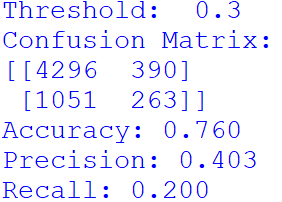 Threshold:  0.3
Confusion Matrix:
[[4296  390]
 [1051  263]]
Accuracy: 0.760
Precision: 0.403
Recall: 0.200